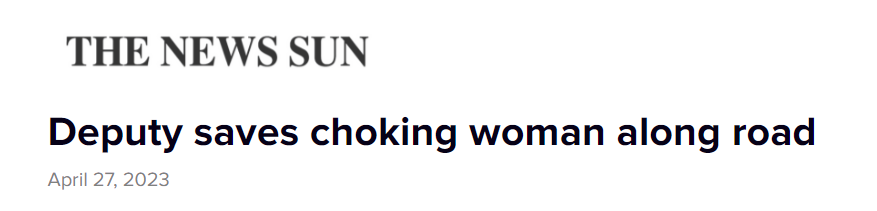 THE NEWS SUN
Deputy saves choking woman along road
April 27, 2023